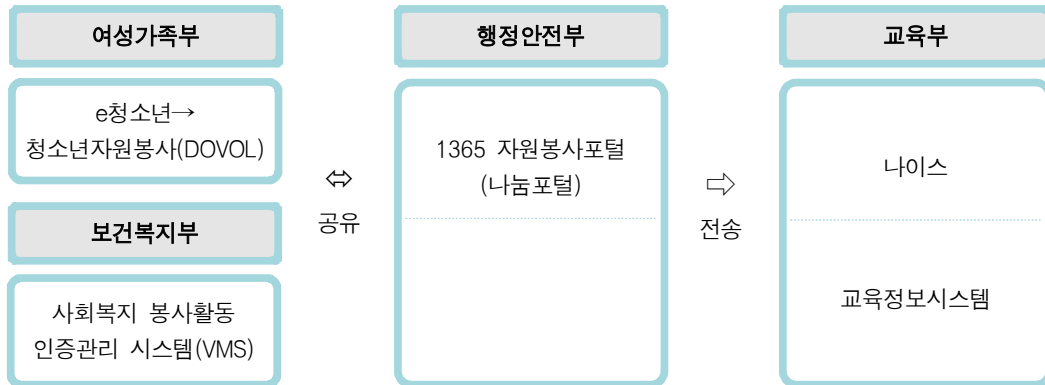 여성가족부
e청소년→
청소년자원봉사(DOVOL)
보건복지부
사회복지 봉사활동
인증관리 시스템(VMS)
⇔
공유
행정안전부
1365 자원봉사포털
(나눔포털)
⇨
전송
교육부
나이스
교육정보시스템